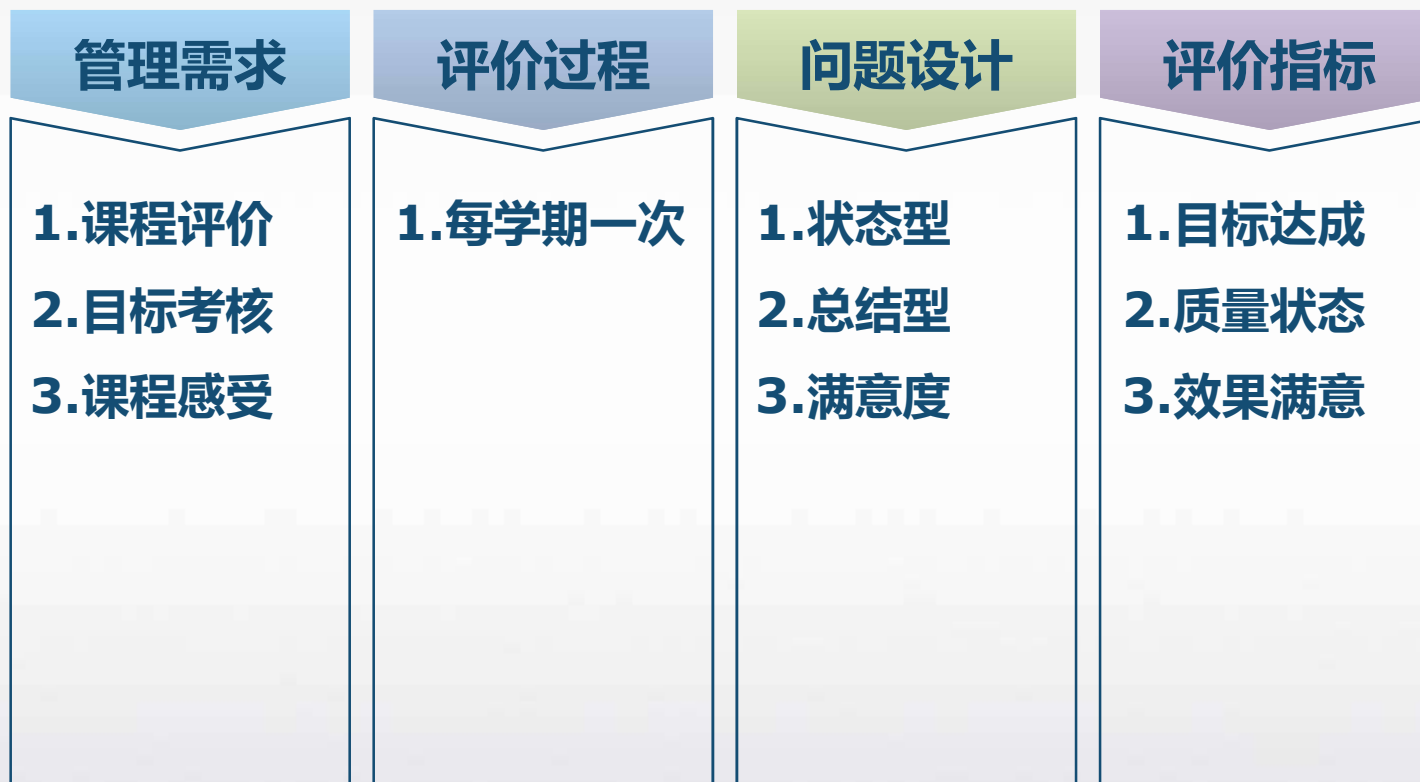 管理需求
1.课程评价
2.目标考核
3.课程感受
评价过程
1.每学期一次
问题设计
1.状态型
2.总结型
3.满意度
评价指标
1.目标达成
2.质量状态
3.效果满意